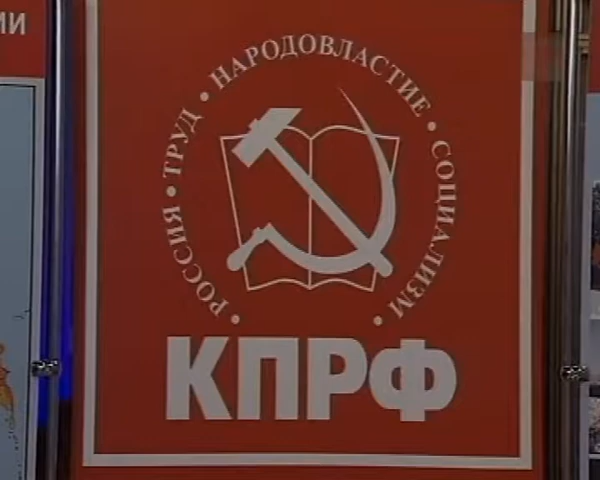 • РОССИЯ • ТРУД • НАРОДОВЛАСТИЕ • СОЦИАЛИЗМ •
КПРФ